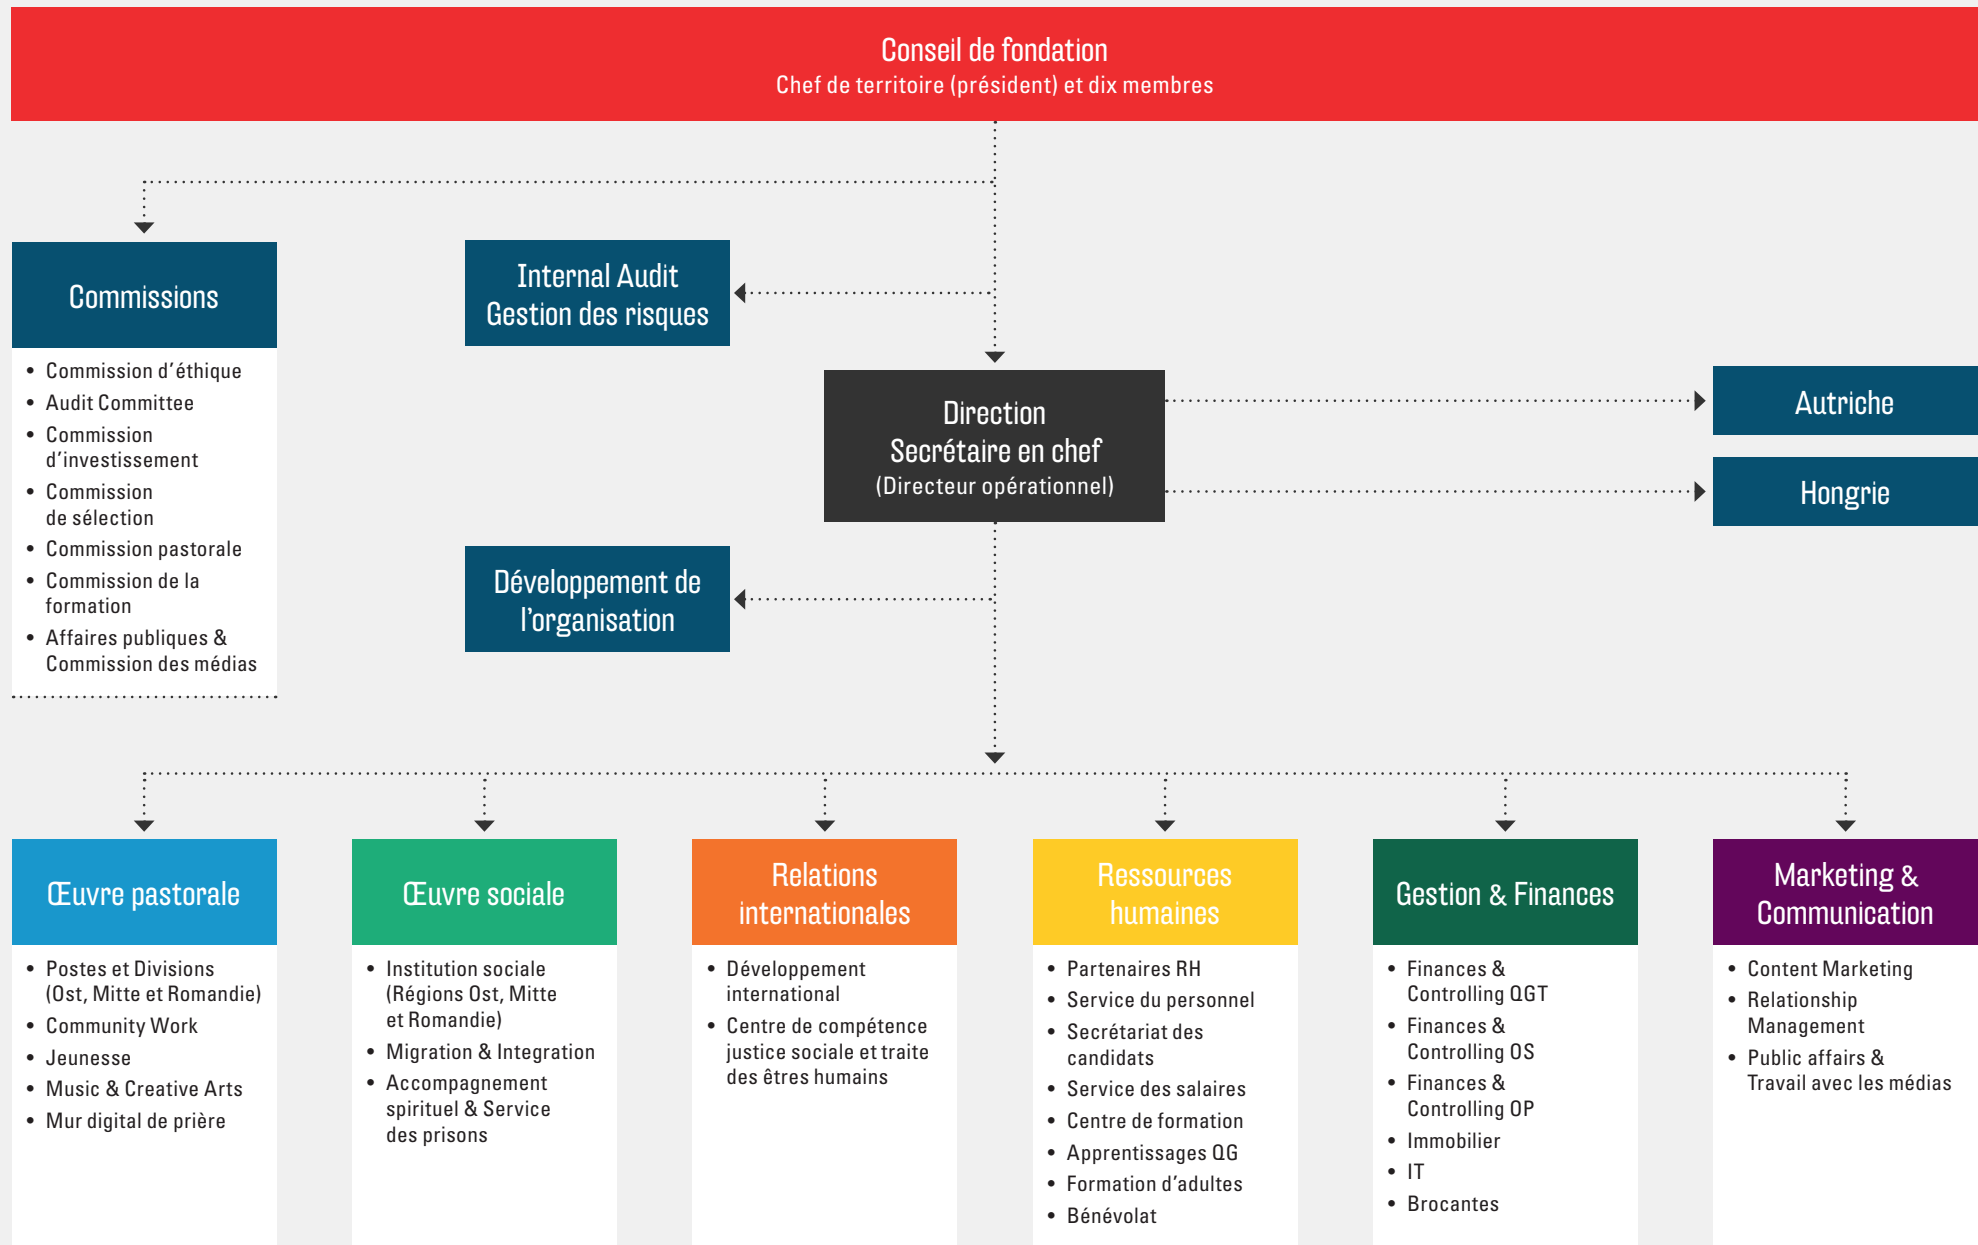 Conseil de fondation
Chef de territoire (président) et dix membres
Commissions
• Commission d'éthique
• Audit Committee
• Commission
d'investissement
• Commission
de sélection
• Commission pastorale
• Commission de la
formation
• Affaires publiques &
Commission des médias
Internal Audit
Gestion des risques
Direction
Secrétaire en chef
(Directeur opérationnel)
Autriche
Hongrie
Développement de
l'organisation
Œuvre pastorale
• Postes et Divisions
(Ost, Mitte et Romandie)
• Community Work
• Jeunesse
• Music & Creative Arts
• Mur digital de prière
Œuvre sociale
• Institution sociale
(Régions Ost, Mitte
et Romandie)
• Migration & Integration
• Accompagnement
spirituel & Service
des prisons
Relations
internationales
• Développement
international
• Centre de compétence
justice sociale et traite
des êtres humains
Ressources
humaines
• Partenaires RH
• Service du personnel
• Secrétariat des
candidats
• Service des salaires
• Centre de formation
• Apprentissages QG
• Formation d'adultes
• Bénévolat
Gestion & Finances
• Finances &
Controlling QGT
• Finances &
Controlling OS
• Finances &
Controlling OP
• Immobilier
• IT
• Brocantes
Marketing &
Communication
• Content Marketing
• Relationship
Management
• Public affairs &
Travail avec les médias